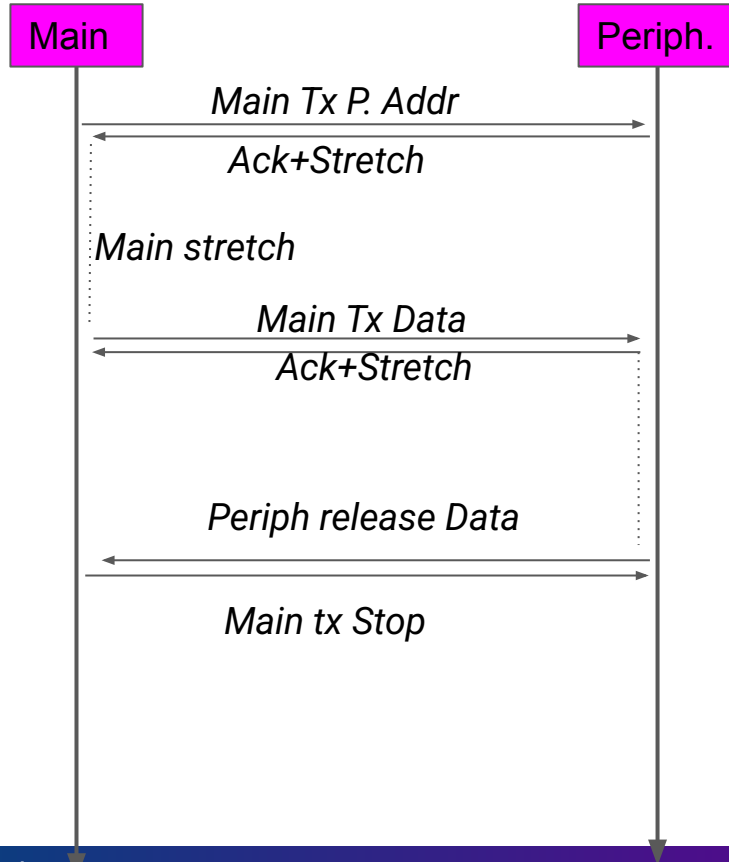 Main
Periph.
Main Tx P. Addr
Ack+Stretch
Main stretch
Main Tx Data
Ack+Stretch
Periph release Data
Main tx Stop